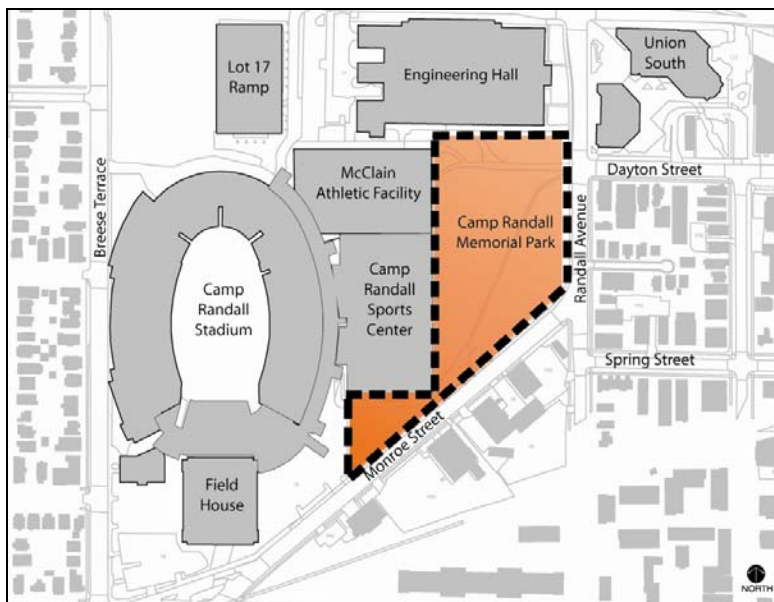 Lot 17
Ramp
Engineering Hall
Union
South
McClain
Athletic Facility
Dayton Street
Camp Randall
Memorial Park
Breese Terrace
Randall Avenue
Camp
Randall
Stadium
Camp
Randall
Sports
Center
Spring Street
Monroe Street
Field
House
NORTH